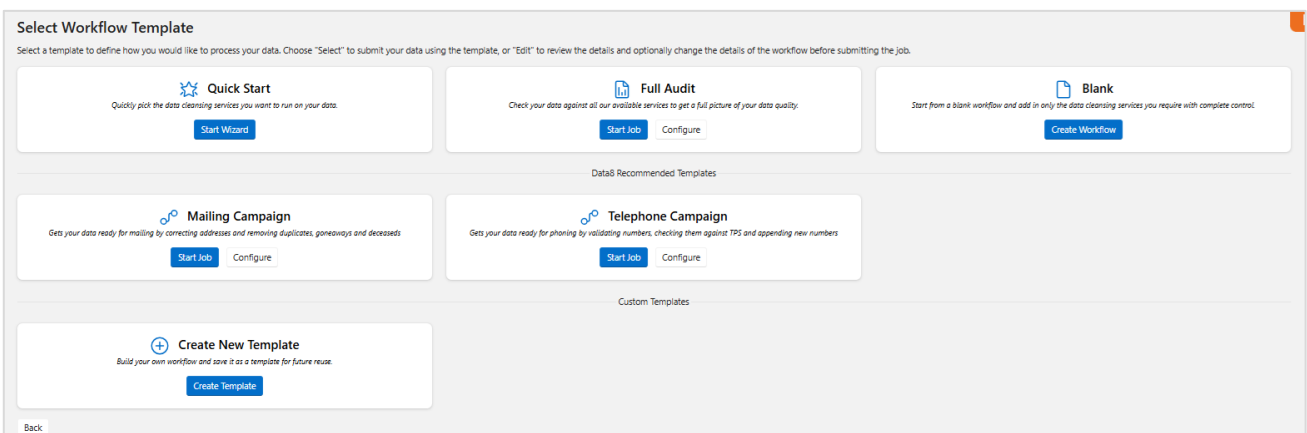 Select Workflow Template
Select a template to define how you would like to process your data. Choose "Select" to submit your data using the template, or "Edit" to review the details and optionally change the details of the workflow before submitting the job.
Quick Start
Quickly pick the data cleansing services you want to run on your data.
Start Wizard
Full Audit
Check your data against all our available services to get a full picture of your data quality.
Start Job Configure
Blank
Start from a blank workflow and add in only the data cleansing services you require with complete control.
Create Workflow
Data8 Recommended Templates
Mailing Campaign
Gets your data ready for mailing by correcting addresses and removing duplicates, goneaways and deceaseds
Start Job Configure
Telephone Campaign
Gets your data ready for phoning by validating numbers, checking them against TPS and appending new numbers
Start Job Configure
Custom Templates
Create New Template
Build your own workflow and save it as a template for future reuse.
Create Template
Back